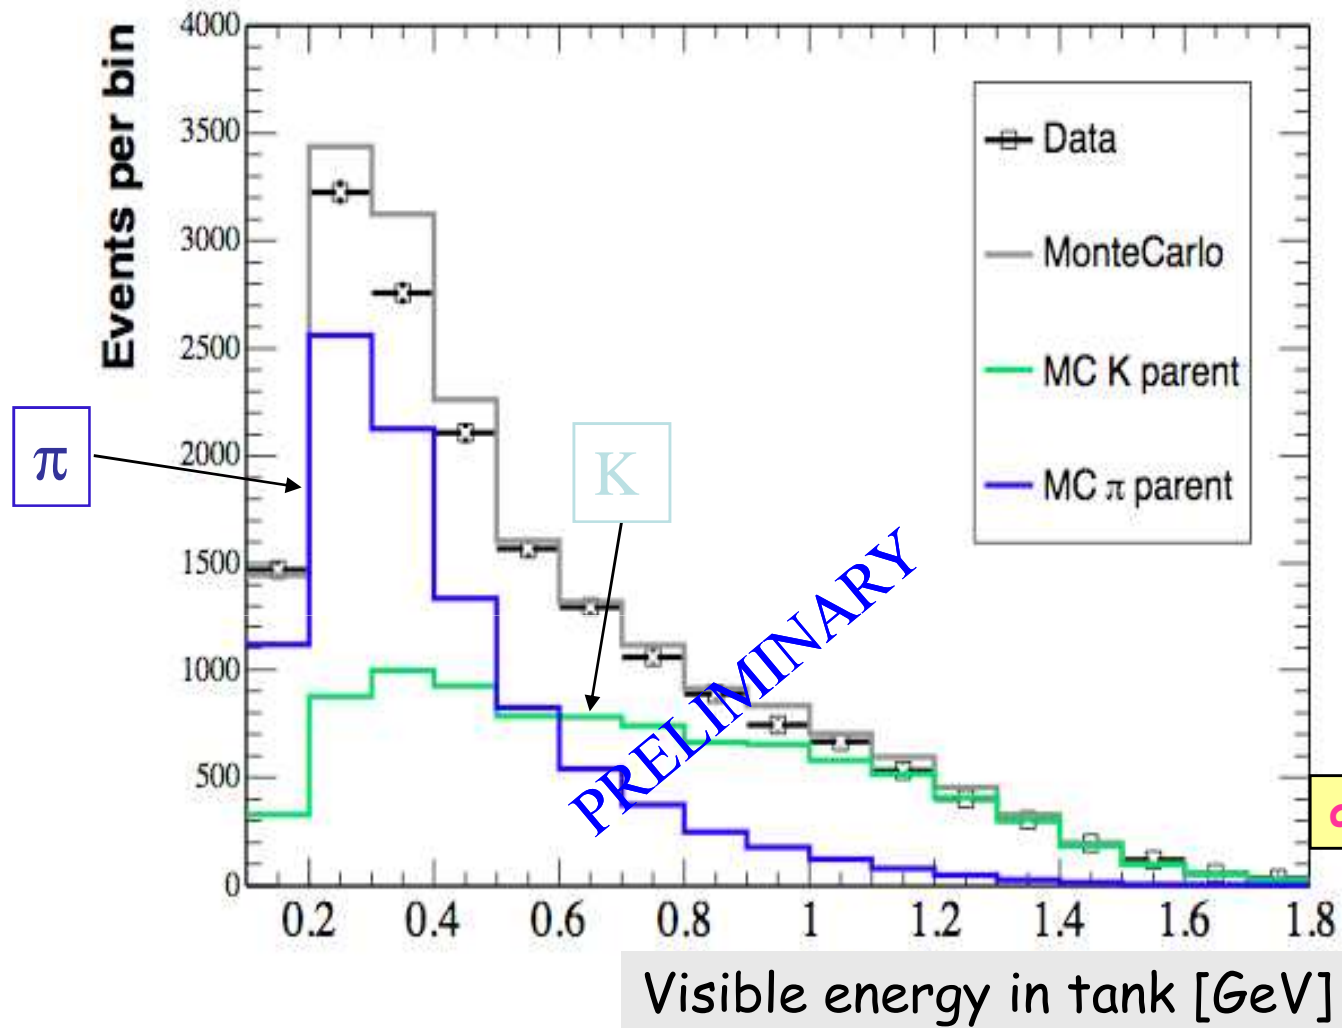 Events per bin
4000
3500
3000
2500
2000
1500
1000
500
0
Data
MonteCarlo
MC K parent
MC π parent
π
K
PRELIMINARY
0.2 0.4 0.6 0.8 1 1.2 1.4 1.6 1.8
Visible energy in tank [GeV]